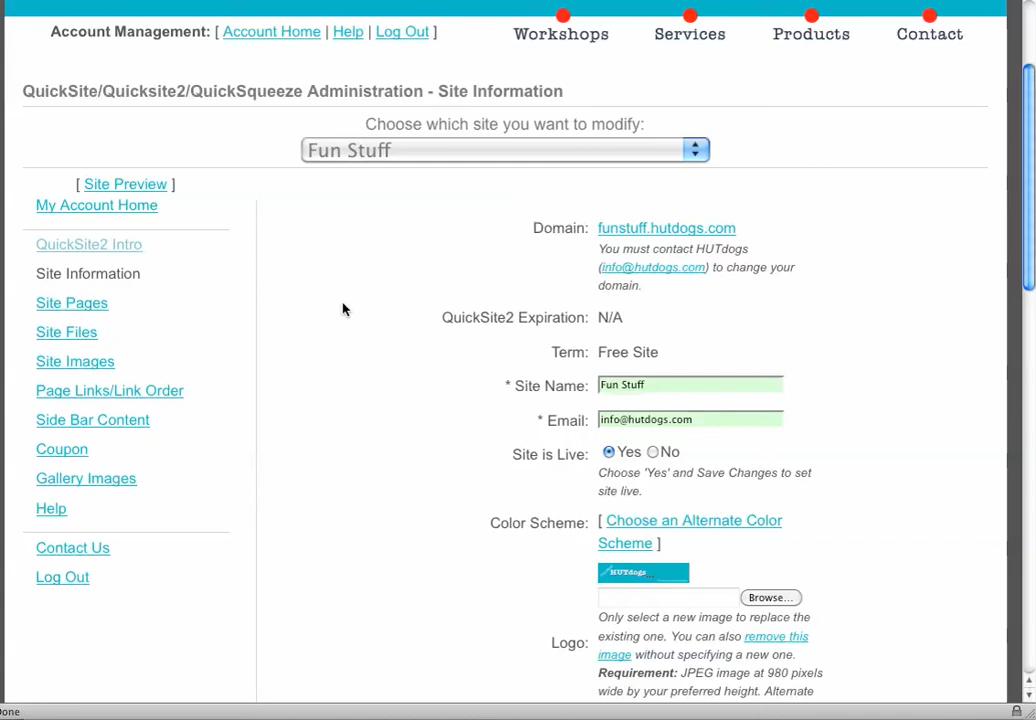 Account Management: [ Account Home | Help | Log Out ]
Workshops
Services
Products
Contact
QuickSite/Quicksite2/QuickSqueeze Administration - Site Information
Choose which site you want to modify:
Fun Stuff
[ Site Preview ]
My Account Home
QuickSite2 Intro
Site Information
Site Pages
Site Files
Site Images
Page Links/Link Order
Side Bar Content
Coupon
Gallery Images
Help
Contact Us
Log Out
Domain: funstuff.hutdogs.com
You must contact HUTdogs
(info@hutdogs.com) to change your
domain.
QuickSite2 Expiration: N/A
Term: Free Site
* Site Name: Fun Stuff
* Email: info@hutdogs.com
Site is Live: Yes No
Choose 'Yes' and Save Changes to set
site live.
Color Scheme: [ Choose an Alternate Color
Scheme ]
HUTdogs...
Browse...
Only select a new image to replace the
existing one. You can also remove this
Logo: image without specifying a new one.
Requirement: JPEG image at 980 pixels
wide by your preferred height. Alternate
Done